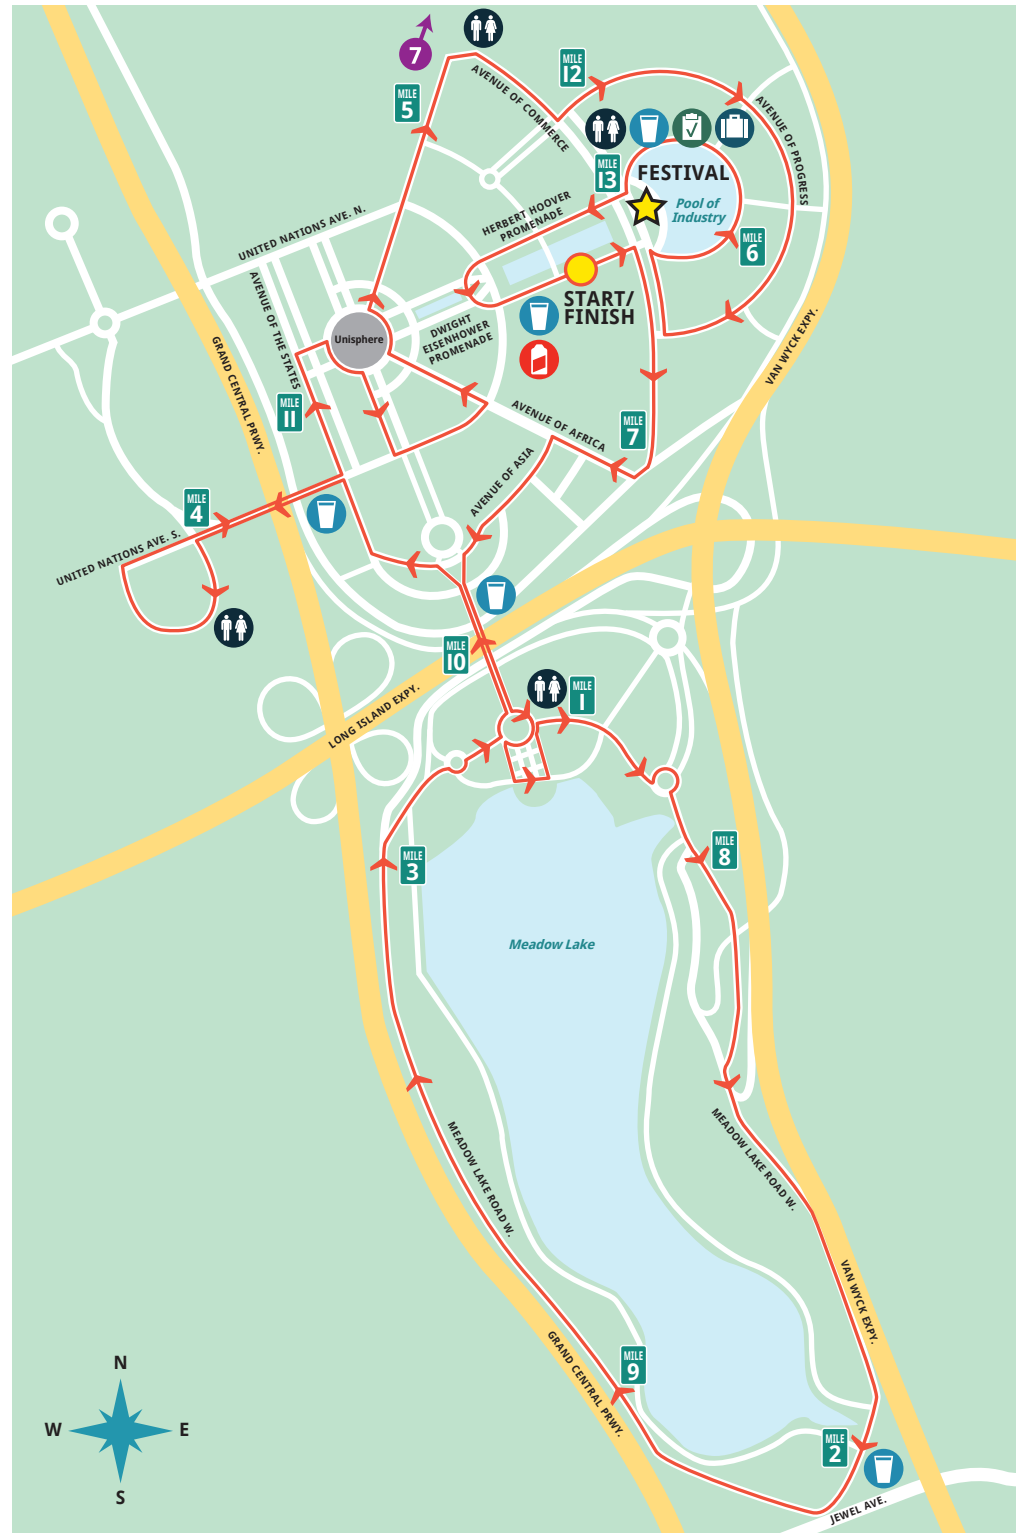 7
MILE
5
AVENUE OF COMMERCE
MILE
12
AVENUE OF PROGRESS
MILE
13
FESTIVAL
Pool of
Industry
HERBERT HOOVER
PROMENADE
MILE
6
UNITED NATIONS AVE. N.
AVENUE OF THE STATES
START/
FINISH
DWIGHT
EISENHOWER
PROMENADE
Unisphere
VAN WYCK EXPY.
GRAND CENTRAL PRWY.
MILE
11
AVENUE OF AFRICA
MILE
7
AVENUE OF ASIA
MILE
4
UNITED NATIONS AVE. S.
MILE
10
LONG ISLAND EXPY.
MILE
1
MILE
3
MILE
8
Meadow Lake
MEADOW LAKE ROAD W.
MEADOW LAKE ROAD W.
VAN WYCK EXPY.
GRAND CENTRAL PRWY.
MILE
9
MILE
2
JEWEL AVE.
N
W
E
S